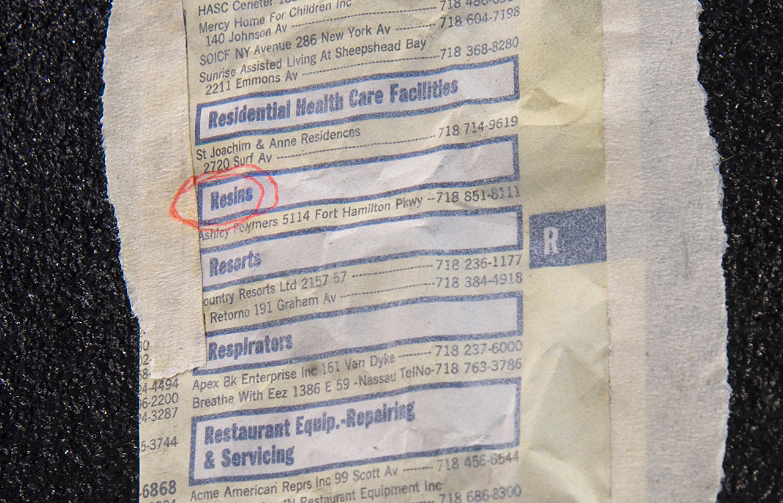 HASC Ceneter
Mercy Home For Children Inc
140 Johnson Av 718 604-7198
SOICF NY Avenue 286 New York Av
Sunrise Assisted Living At Sheepshead Bay
2211 Emmons Av 718 368-8280
Residential Health Care Facilities
St Joachim & Anne Residences
2720 Surf Av 718 714-9619
Resins
Ashley Polymers 5114 Fort Hamilton Pkwy --718 851-8111
R
Resorts
ountry Resorts Ltd 2157 57 718 236-1177
Retorno 191 Graham Av 718 384-4918
Respirators
Apex Bk Enterprise Inc 161 Van Dyke 718 237-6000
Breathe With Eez 1386 E 59 -Nassau TelNo-718 763-3786
24-4494
6-2200
24-3287
Restaurant Equip.-Repairing
& Servicing
5-3744
-6868
Acme American Reprs Inc 99 Scott Av 718 456-6544
Restaurant Equipment Inc
718 686-8300